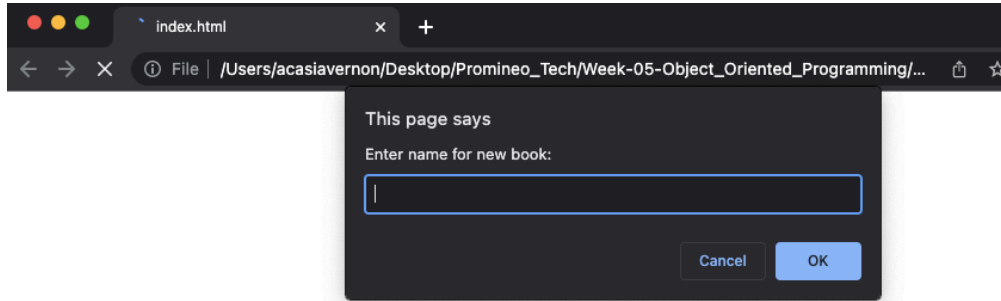 index.html
File | /Users/acasiavernon/Desktop/Promineo_Tech/Week-05-Object_Oriented_Programming/...
This page says
Enter name for new book:
Cancel OK